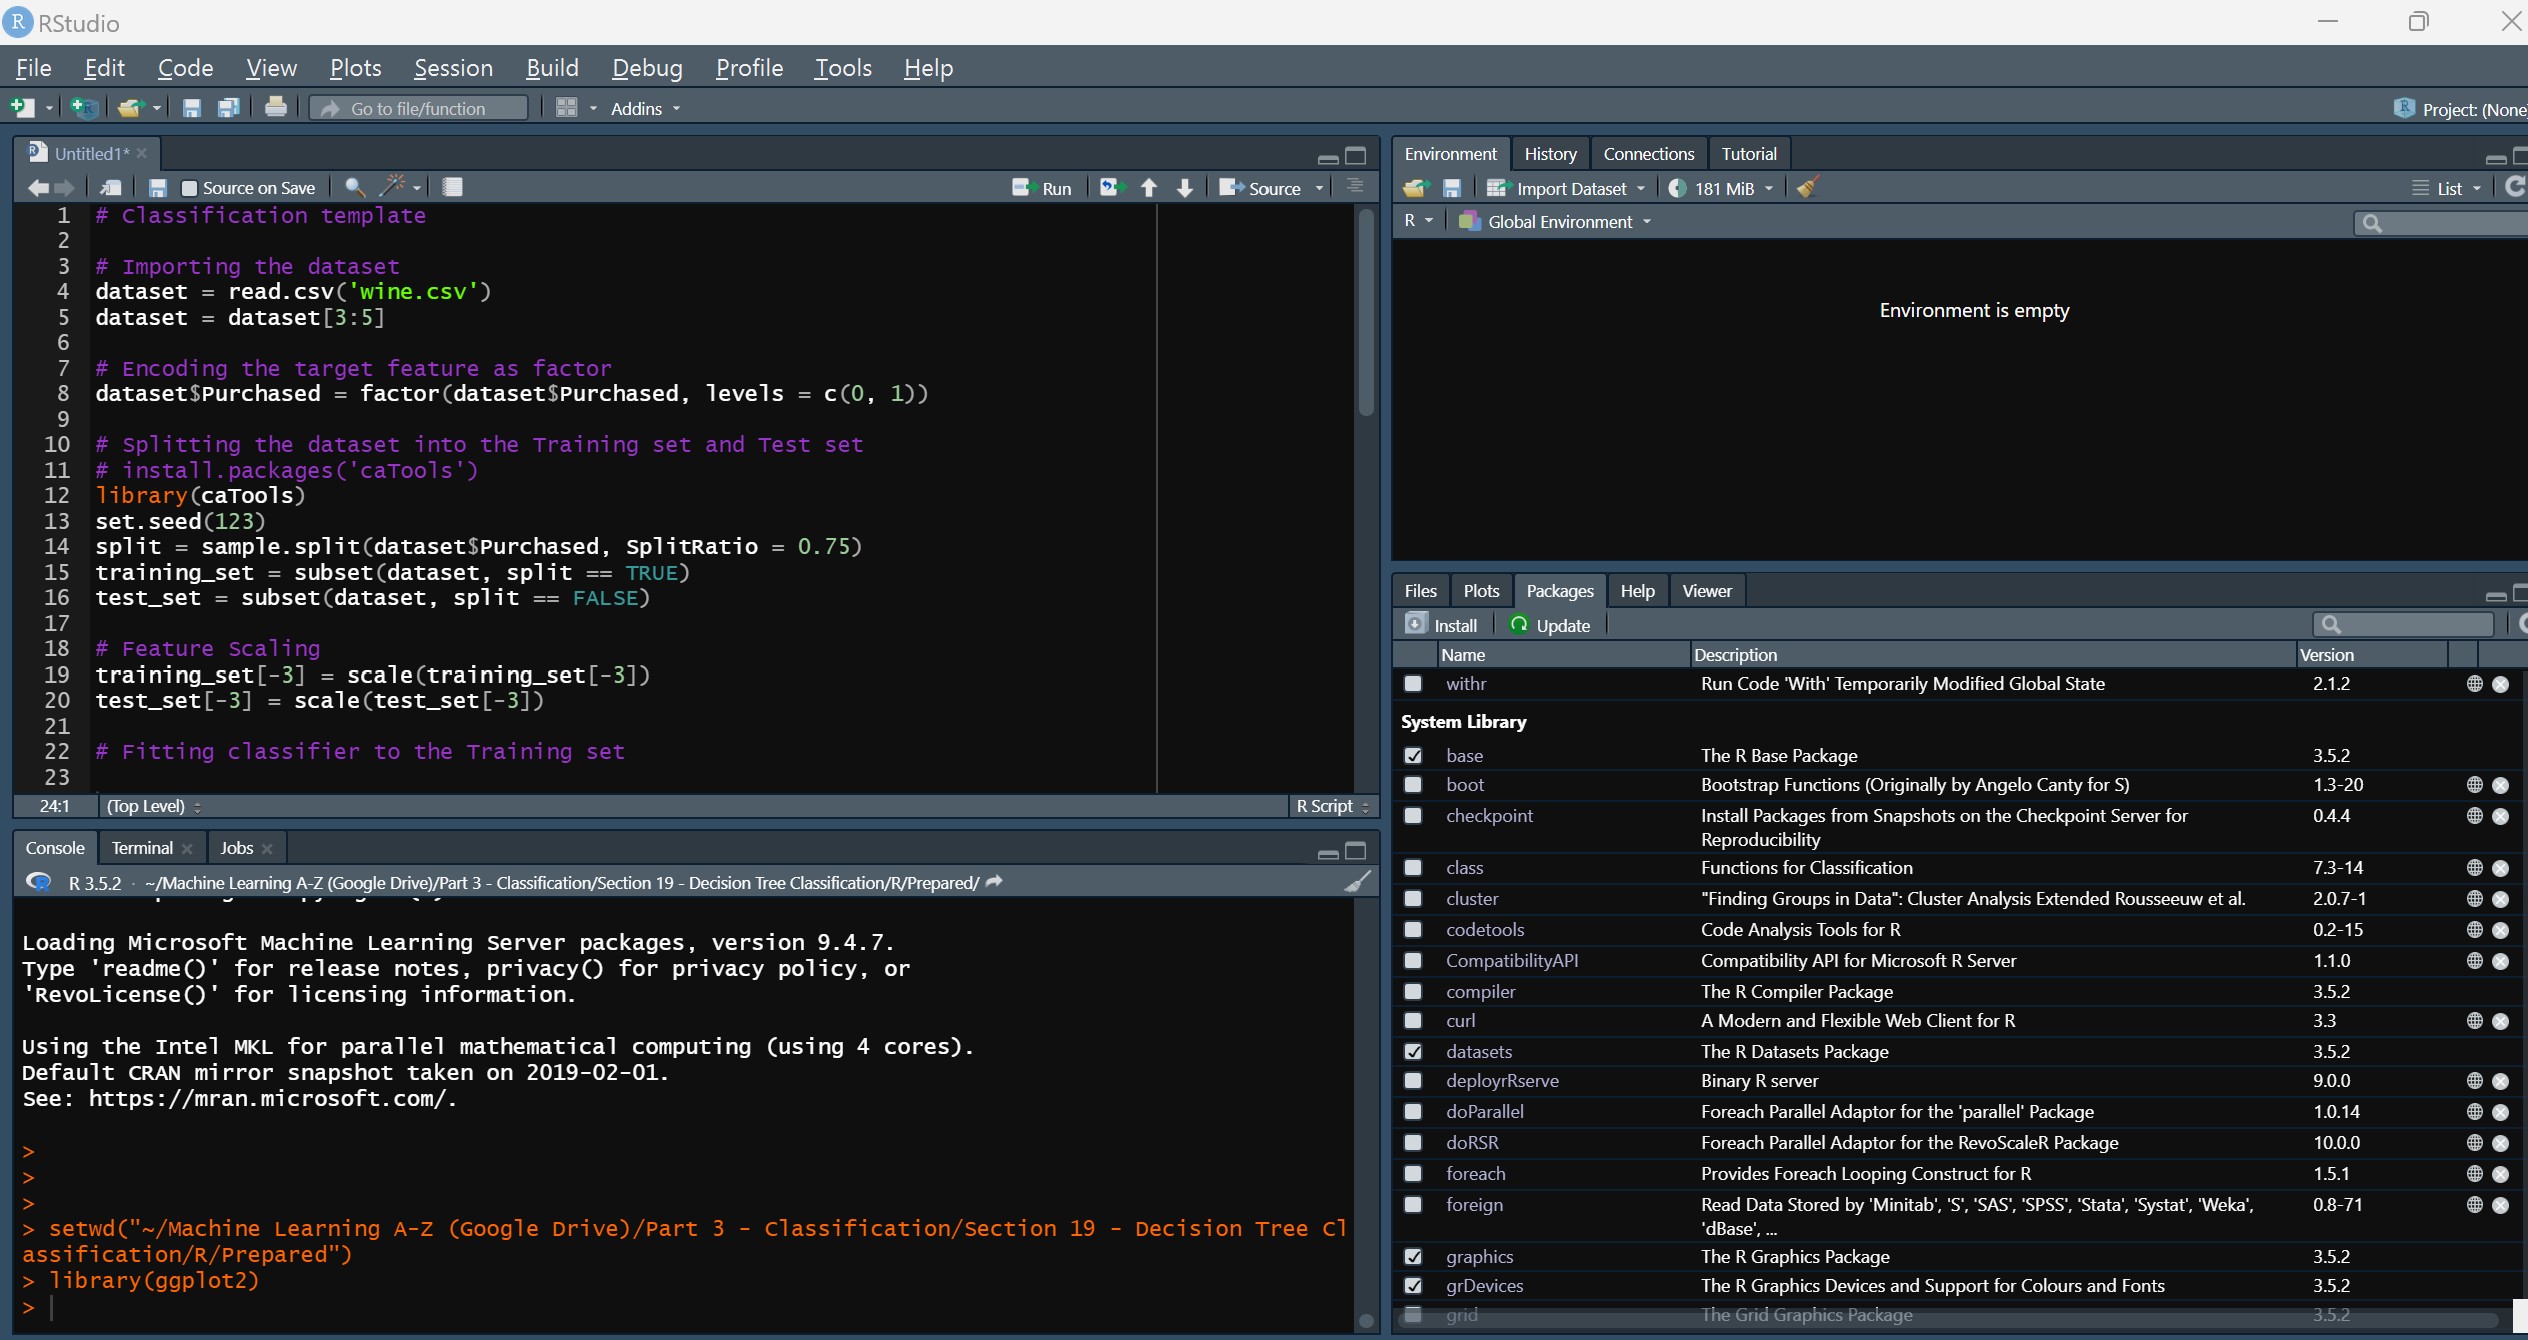 RStudio
File Edit Code View Plots Session Build Debug Profile Tools Help
Go to file/function Addins Project: (None)
Untitled1*
Source on Save Run Source
1 # Classification template
2
3 # Importing the dataset
4 dataset = read.csv('wine.csv')
5 dataset = dataset[3:5]
6
7 # Encoding the target feature as factor
8 dataset$Purchased = factor(dataset$Purchased, levels = c(0, 1))
9
10 # Splitting the dataset into the Training set and Test set
11 # install.packages('caTools')
12 library(caTools)
13 set.seed(123)
14 split = sample.split(dataset$Purchased, SplitRatio = 0.75)
15 training_set = subset(dataset, split == TRUE)
16 test_set = subset(dataset, split == FALSE)
17
18 # Feature Scaling
19 training_set[-3] = scale(training_set[-3])
20 test_set[-3] = scale(test_set[-3])
21
22 # Fitting classifier to the Training set
23
24:1 (Top Level) R Script
Console Terminal Jobs
R 3.5.2 · ~/Machine Learning A-Z (Google Drive)/Part 3 - Classification/Section 19 - Decision Tree Classification/R/Prepared/
Loading Microsoft Machine Learning Server packages, version 9.4.7.
Type 'readme()' for release notes, privacy() for privacy policy, or
'RevoLicense()' for licensing information.
Using the Intel MKL for parallel mathematical computing (using 4 cores).
Default CRAN mirror snapshot taken on 2019-02-01.
See: https://mran.microsoft.com/.
>
>
>
> setwd("~/Machine Learning A-Z (Google Drive)/Part 3 - Classification/Section 19 - Decision Tree Cl
assification/R/Prepared")
> library(ggplot2)
>
Environment History Connections Tutorial
Import Dataset 181 MiB List
R Global Environment
Environment is empty
Files Plots Packages Help Viewer
Install Update
Name Description Version
withr Run Code 'With' Temporarily Modified Global State 2.1.2
System Library
base The R Base Package 3.5.2
boot Bootstrap Functions (Originally by Angelo Canty for S) 1.3-20
checkpoint Install Packages from Snapshots on the Checkpoint Server for 0.4.4
Reproducibility
class Functions for Classification 7.3-14
cluster "Finding Groups in Data": Cluster Analysis Extended Rousseeuw et al. 2.0.7-1
codetools Code Analysis Tools for R 0.2-15
CompatibilityAPI Compatibility API for Microsoft R Server 1.1.0
compiler The R Compiler Package 3.5.2
curl A Modern and Flexible Web Client for R 3.3
datasets The R Datasets Package 3.5.2
deployrRserve Binary R server 9.0.0
doParallel Foreach Parallel Adaptor for the 'parallel' Package 1.0.14
doRSR Foreach Parallel Adaptor for the RevoScaleR Package 10.0.0
foreach Provides Foreach Looping Construct for R 1.5.1
foreign Read Data Stored by 'Minitab', 'S', 'SAS', 'SPSS', 'Stata', 'Systat', 'Weka', 0.8-71
'dBase', ...
graphics The R Graphics Package 3.5.2
grDevices The R Graphics Devices and Support for Colours and Fonts 3.5.2
grid The Grid Graphics Package 3.5.2